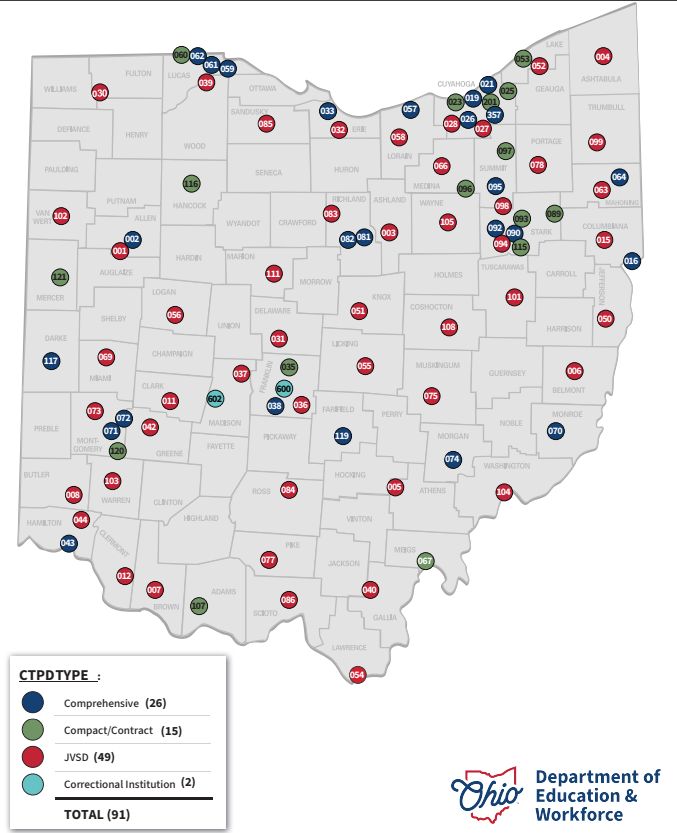 LAKE
060
062
053
004
061
059
052
FULTON
LUCAS
039
CUYAHOGA
021
ASHTABULA
WILLIAMS
030
OTTAWA
025
GEAUGA
023
019
201
TRUMBULL
033
057
SANDUSKY
026
357
DEFIANCE
HENRY
085
032
ERIE
058
028
027
099
WOOD
LORAIN
097
PORTAGE
PAULDING
SENECA
HURON
066
SUMMIT
078
064
116
MEDINA
096
095
063
PUTNAM
HANCOCK
RICHLAND
ASHLAND
WAYNE
098
MAHONING
VAN WERT
102
ALLEN
WYANDOT
CRAWFORD
083
105
093
089
COLUMBIANA
002
082
081
003
092
090
STARK
015
001
HARDIN
MARION
094
115
016
121
AUGLAIZE
111
HOLMES
TUSCARAWAS
CARROLL
JEFFERSON
MERCER
LOGAN
MORROW
101
SHELBY
056
DELAWARE
KNOX
051
COSHOCTON
050
UNION
108
HARRISON
DARKE
031
LICKING
117
069
CHAMPAIGN
035
055
MUSKINGUM
GUERNSEY
006
MIAMI
037
FRANKLIN
600
BELMONT
CLARK
011
602
038
036
FAIRFIELD
075
073
072
MADISON
PERRY
MONROE
PREBLE
071
042
PICKAWAY
119
MORGAN
NOBLE
070
MONT-
GOMERY
120
GREENE
FAYETTE
074
WASHINGTON
BUTLER
103
HOCKING
008
WARREN
CLINTON
ROSS
084
005
ATHENS
104
HAMILTON
044
HIGHLAND
VINTON
043
CLERMONT
PIKE
MEIGS
077
JACKSON
067
012
007
ADAMS
040
BROWN
107
086
SCIOTO
GALLIA
LAWRENCE
054
CTPDTYPE :
Comprehensive (26)
Compact/Contract (15)
JVSD (49)
Correctional Institution (2)
TOTAL (91)
Ohio
Department of
Education &
Workforce